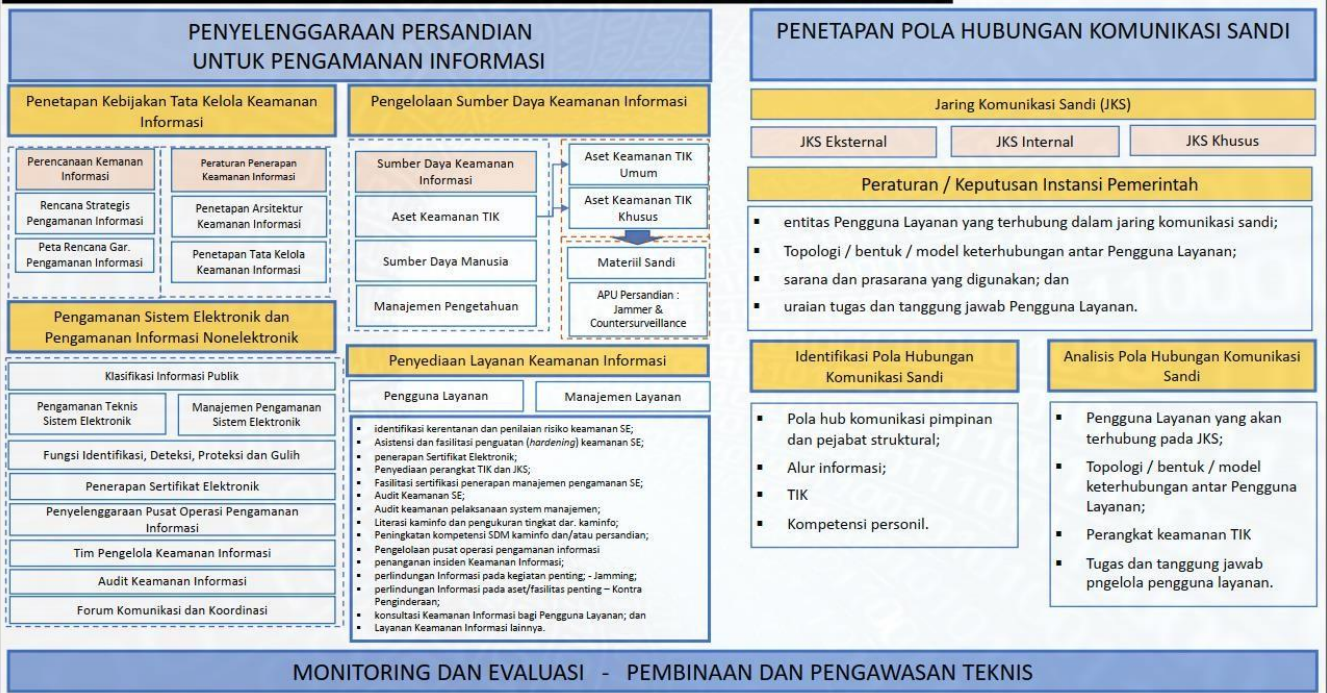 PENYELENGGARAAN PERSANDIAN
UNTUK PENGAMANAN INFORMASI
Penetapan Kebijakan Tata Kelola Keamanan
Informasi
Perencanaan Kemanan
Informasi
Rencana Strategis
Pengamanan Informasi
Peta Rencana Gar.
Pengamanan Informasi
Peraturan Penerapan
Keamanan Informasi
Penetapan Arsitektur
Keamanan Informasi
Penetapan Tata Kelola
Keamanan Informasi
Pengamanan Sistem Elektronik dan
Pengamanan Informasi Nonelektronik
Klasifikasi Informasi Publik
Pengamanan Teknis
Sistem Elektronik
Manajemen Pengamanan
Sistem Elektronik
Fungsi Identifikasi, Deteksi, Proteksi dan Gulih
Penerapan Sertifikat Elektronik
Penyelenggaraan Pusat Operasi Pengamanan
Informasi
Tim Pengelola Keamanan Informasi
Audit Keamanan Informasi
Forum Komunikasi dan Koordinasi
Pengelolaan Sumber Daya Keamanan Informasi
Sumber Daya Keamanan
Informasi
Aset Keamanan TIK
Sumber Daya Manusia
Manajemen Pengetahuan
Aset Keamanan TIK
Umum
Aset Keamanan TIK
Khusus
Materiil Sandi
APU Persandian :
Jammer &
Countersurveillance
Penyediaan Layanan Keamanan Informasi
Pengguna Layanan
Manajemen Layanan
▪ identifikasi kerentanan dan penilaian risiko keamanan SE;
▪ Asistensi dan fasilitasi penguatan (hardening) keamanan SE;
▪ penerapan Sertifikat Elektronik;
▪ Penyediaan perangkat TIK dan JKS;
▪ Fasilitasi sertifikasi penerapan manajemen pengamanan SE;
▪ Audit Keamanan SE;
▪ Audit keamanan pelaksanaan system manajemen;
▪ Literasi kaminfo dan pengukuran tingkat dar. kaminfo;
▪ Peningkatan kompetensi SDM kaminfo dan/atau persandian;
▪ Pengelolaan pusat operasi pengamanan informasi
▪ penanganan insiden Keamanan Informasi;
▪ perlindungan Informasi pada kegiatan penting; - Jamming;
▪ perlindungan Informasi pada aset/fasilitas penting – Kontra
Penginderaan;
▪ konsultasi Keamanan Informasi bagi Pengguna Layanan; dan
▪ Layanan Keamanan Informasi lainnya.
PENETAPAN POLA HUBUNGAN KOMUNIKASI SANDI
Jaring Komunikasi Sandi (JKS)
JKS Eksternal
JKS Internal
JKS Khusus
Peraturan / Keputusan Instansi Pemerintah
▪ entitas Pengguna Layanan yang terhubung dalam jaring komunikasi sandi;
▪ Topologi / bentuk / model keterhubungan antar Pengguna Layanan;
▪ sarana dan prasarana yang digunakan; dan
▪ uraian tugas dan tanggung jawab Pengguna Layanan.
Identifikasi Pola Hubungan
Komunikasi Sandi
▪ Pola hub komunikasi pimpinan
dan pejabat struktural;
▪ Alur informasi;
▪ TIK
▪ Kompetensi personil.
Analisis Pola Hubungan Komunikasi
Sandi
▪ Pengguna Layanan yang akan
terhubung pada JKS;
▪ Topologi / bentuk / model
keterhubungan antar Pengguna
Layanan;
▪ Perangkat keamanan TIK
▪ Tugas dan tanggung jawab
pngelola pengguna layanan.
MONITORING DAN EVALUASI - PEMBINAAN DAN PENGAWASAN TEKNIS